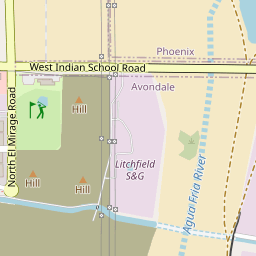 Phoenix
West Indian School Road
Avondale
Hill
North El Mirage Road
Litchfield
S&G
Agua Fria River
Hill
Hill